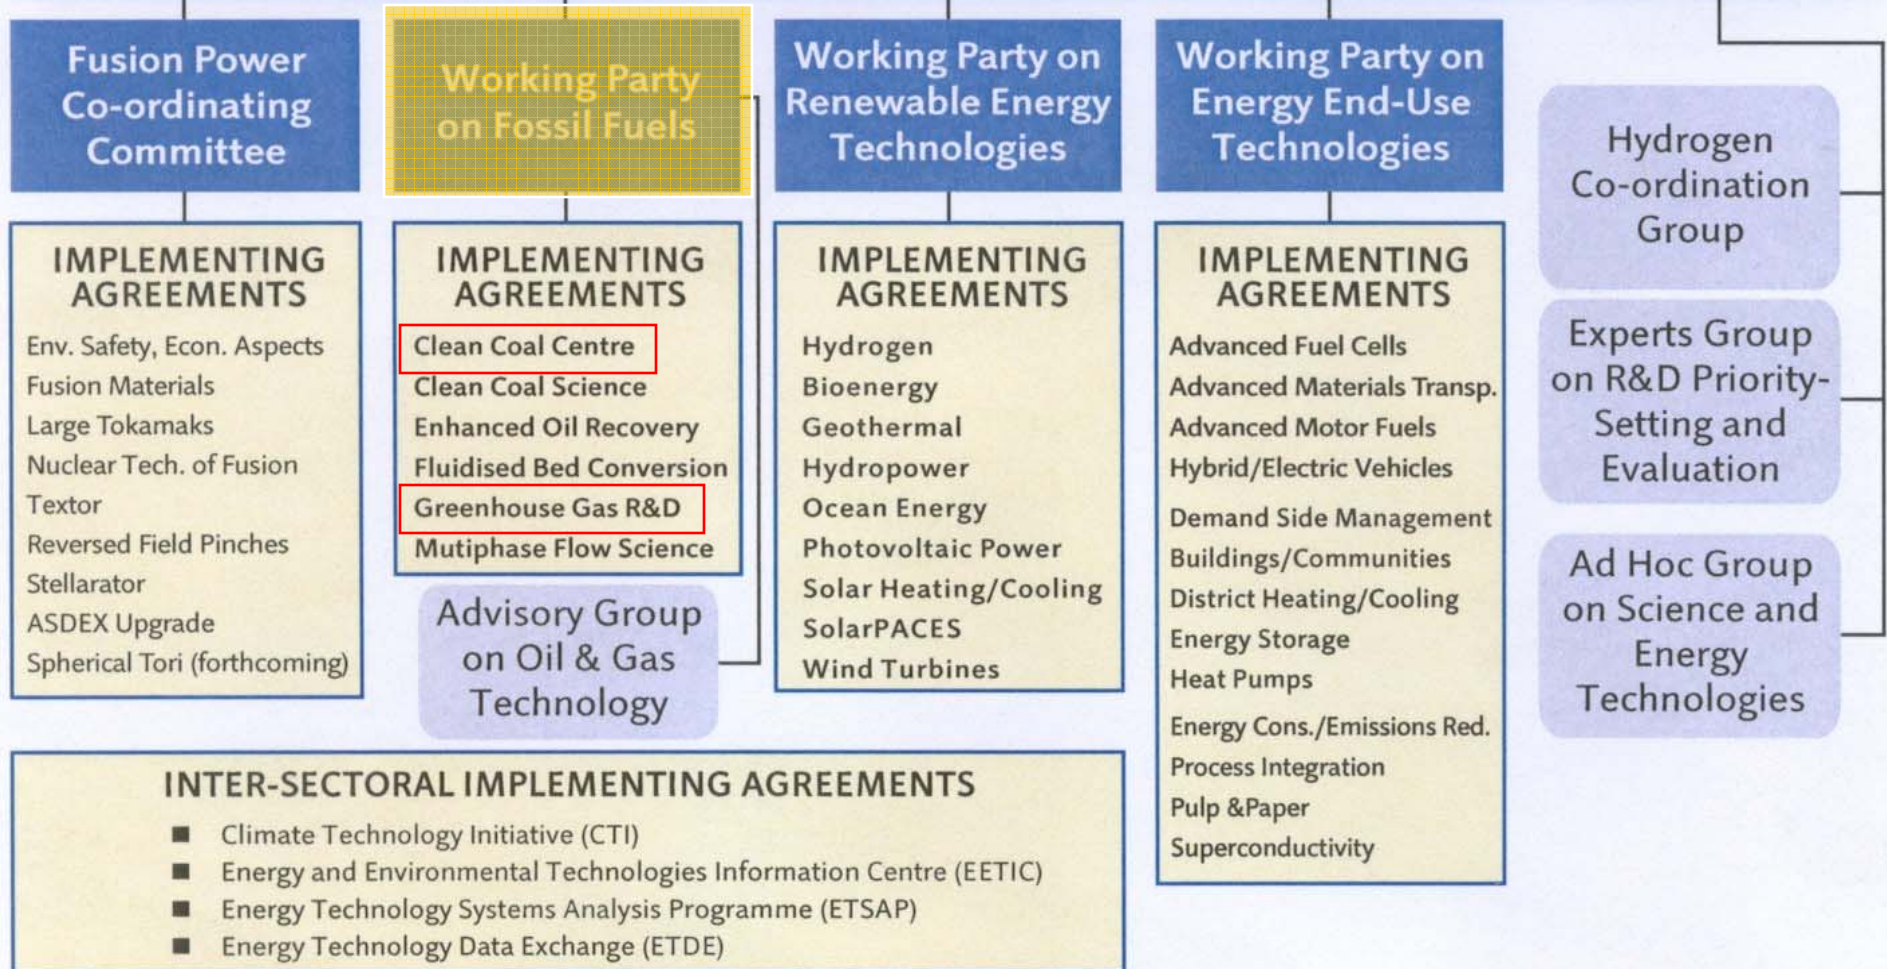 Fusion Power
Co-ordinating
Committee
Working Party
on Fossil Fuels
Working Party on
Renewable Energy
Technologies
Working Party on
Energy End-Use
Technologies
IMPLEMENTING
AGREEMENTS
Env. Safety, Econ. Aspects
Fusion Materials
Large Tokamaks
Nuclear Tech. of Fusion
Textor
Reversed Field Pinches
Stellarator
ASDEX Upgrade
Spherical Tori (forthcoming)
IMPLEMENTING
AGREEMENTS
Clean Coal Centre
Clean Coal Science
Enhanced Oil Recovery
Fluidised Bed Conversion
Greenhouse Gas R&D
Mutiphase Flow Science
Advisory Group
on Oil & Gas
Technology
IMPLEMENTING
AGREEMENTS
Hydrogen
Bioenergy
Geothermal
Hydropower
Ocean Energy
Photovoltaic Power
Solar Heating/Cooling
SolarPACES
Wind Turbines
IMPLEMENTING
AGREEMENTS
Advanced Fuel Cells
Advanced Materials Transp.
Advanced Motor Fuels
Hybrid/Electric Vehicles
Demand Side Management
Buildings/Communities
District Heating/Cooling
Energy Storage
Heat Pumps
Energy Cons./Emissions Red.
Process Integration
Pulp &Paper
Superconductivity
Hydrogen
Co-ordination
Group
Experts Group
on R&D Priority-
Setting and
Evaluation
Ad Hoc Group
on Science and
Energy
Technologies
INTER-SECTORAL IMPLEMENTING AGREEMENTS
■ Climate Technology Initiative (CTI)
■ Energy and Environmental Technologies Information Centre (EETIC)
■ Energy Technology Systems Analysis Programme (ETSAP)
■ Energy Technology Data Exchange (ETDE)